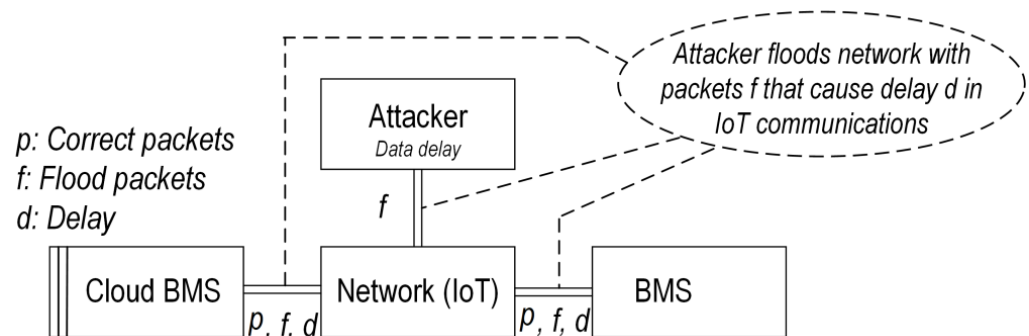 Attacker floods network with
packets f that cause delay d in
IoT communications
Attacker
Data delay
p: Correct packets
f: Flood packets
d: Delay
f
Cloud BMS
Network (IoT)
BMS
p, f, d
p, f, d